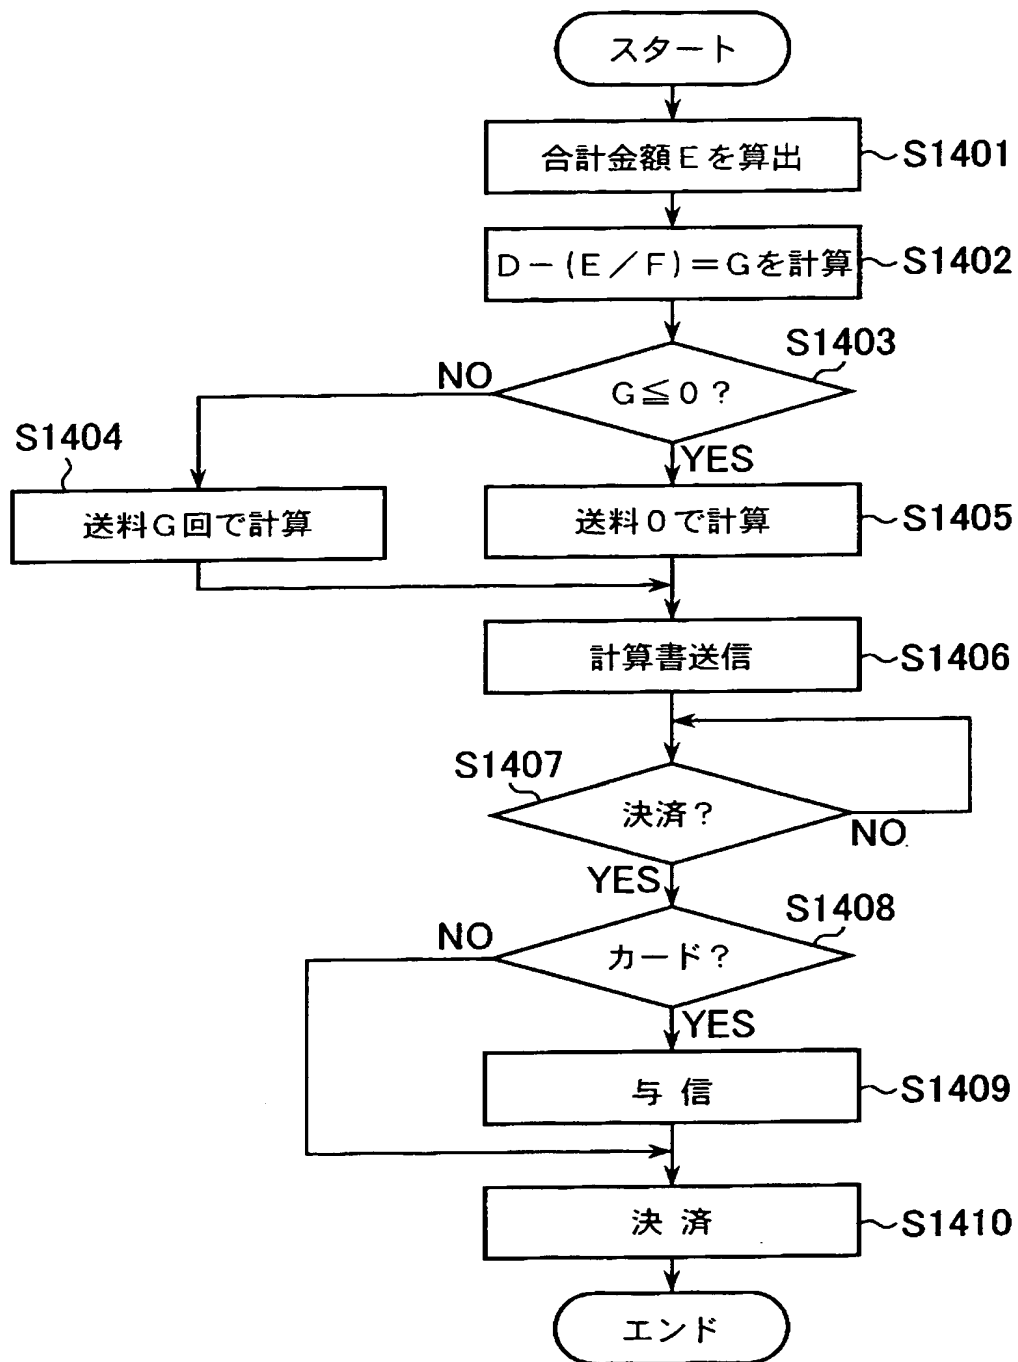 スタート
合計金額Eを算出
S1401
D-(E/F)=Gを計算
S1402
S1403
NO
G≦0?
YES
S1404
送料G回で計算
送料0で計算
S1405
計算書送信
S1406
S1407
決済?
NO
YES
S1408
NO
カード?
YES
与信
S1409
決済
S1410
エンド